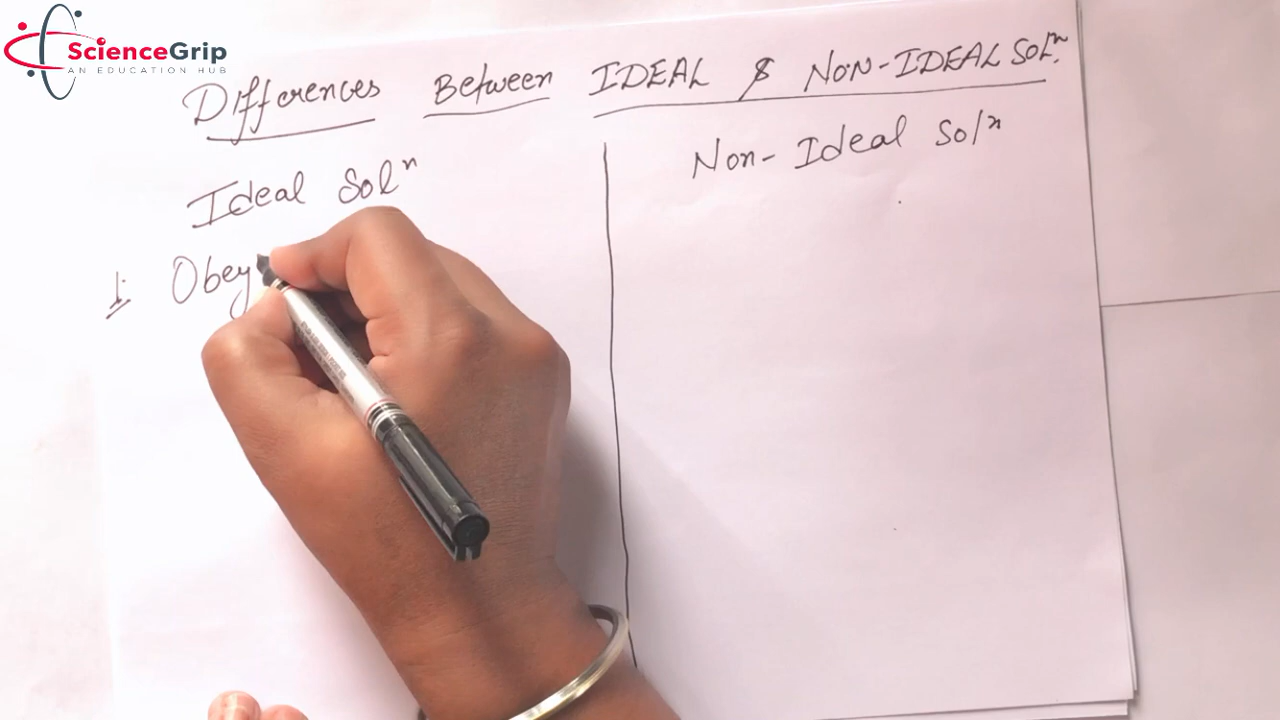 ScienceGrip
AN EDUCATION HUB
Differences Between IDEAL & NON-IDEAL SOLⁿ.
Ideal Solⁿ
Non-Ideal Solⁿ
1. Obey